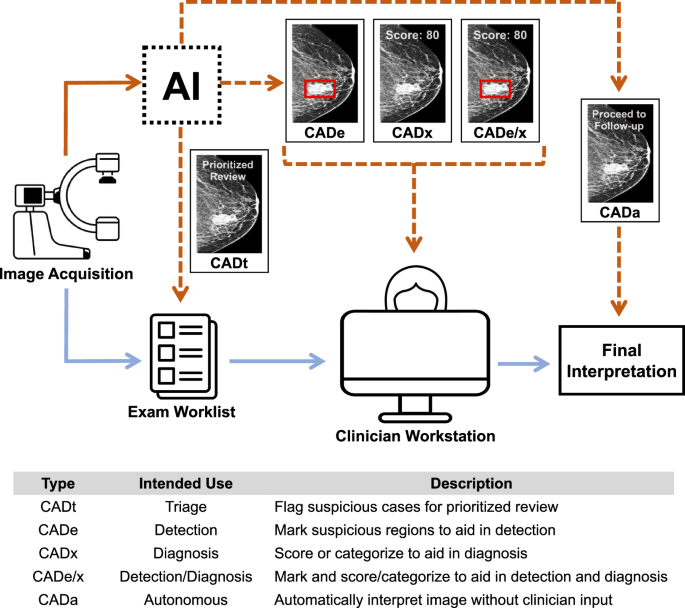 AI
Score: 80
Score: 80
CADe
CADx
CADe/x
Proceed to
Follow-up
CADa
Prioritized
Review
CADt
Image Acquisition
Exam Worklist
Clinician Workstation
Final
Interpretation
Type Intended Use Description
CADt Triage Flag suspicious cases for prioritized review
CADe Detection Mark suspicious regions to aid in detection
CADx Diagnosis Score or categorize to aid in diagnosis
CADe/x Detection/Diagnosis Mark and score/categorize to aid in detection and diagnosis
CADa Autonomous Automatically interpret image without clinician input